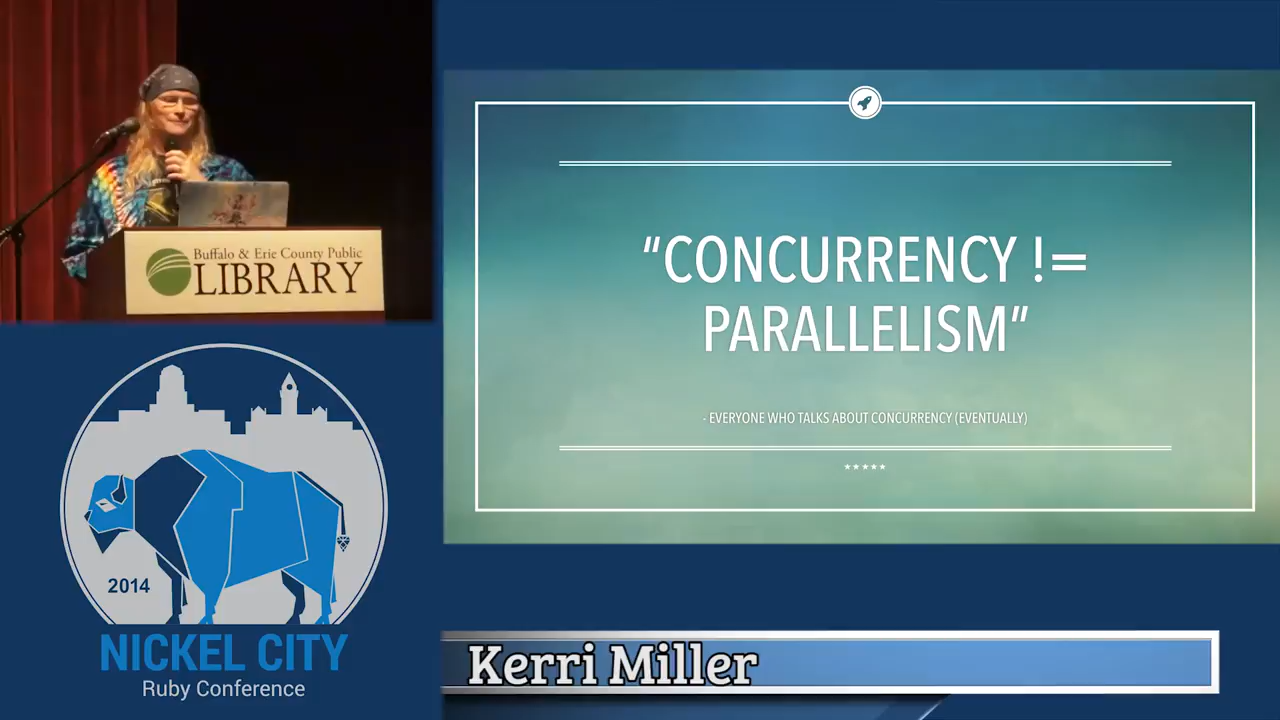 Buffalo & Erie County Public
LIBRARY
"CONCURRENCY !=
PARALLELISM"
- EVERYONE WHO TALKS ABOUT CONCURRENCY (EVENTUALLY)
★★★★★
2014
NICKEL CITY
Ruby Conference
Kerri Miller